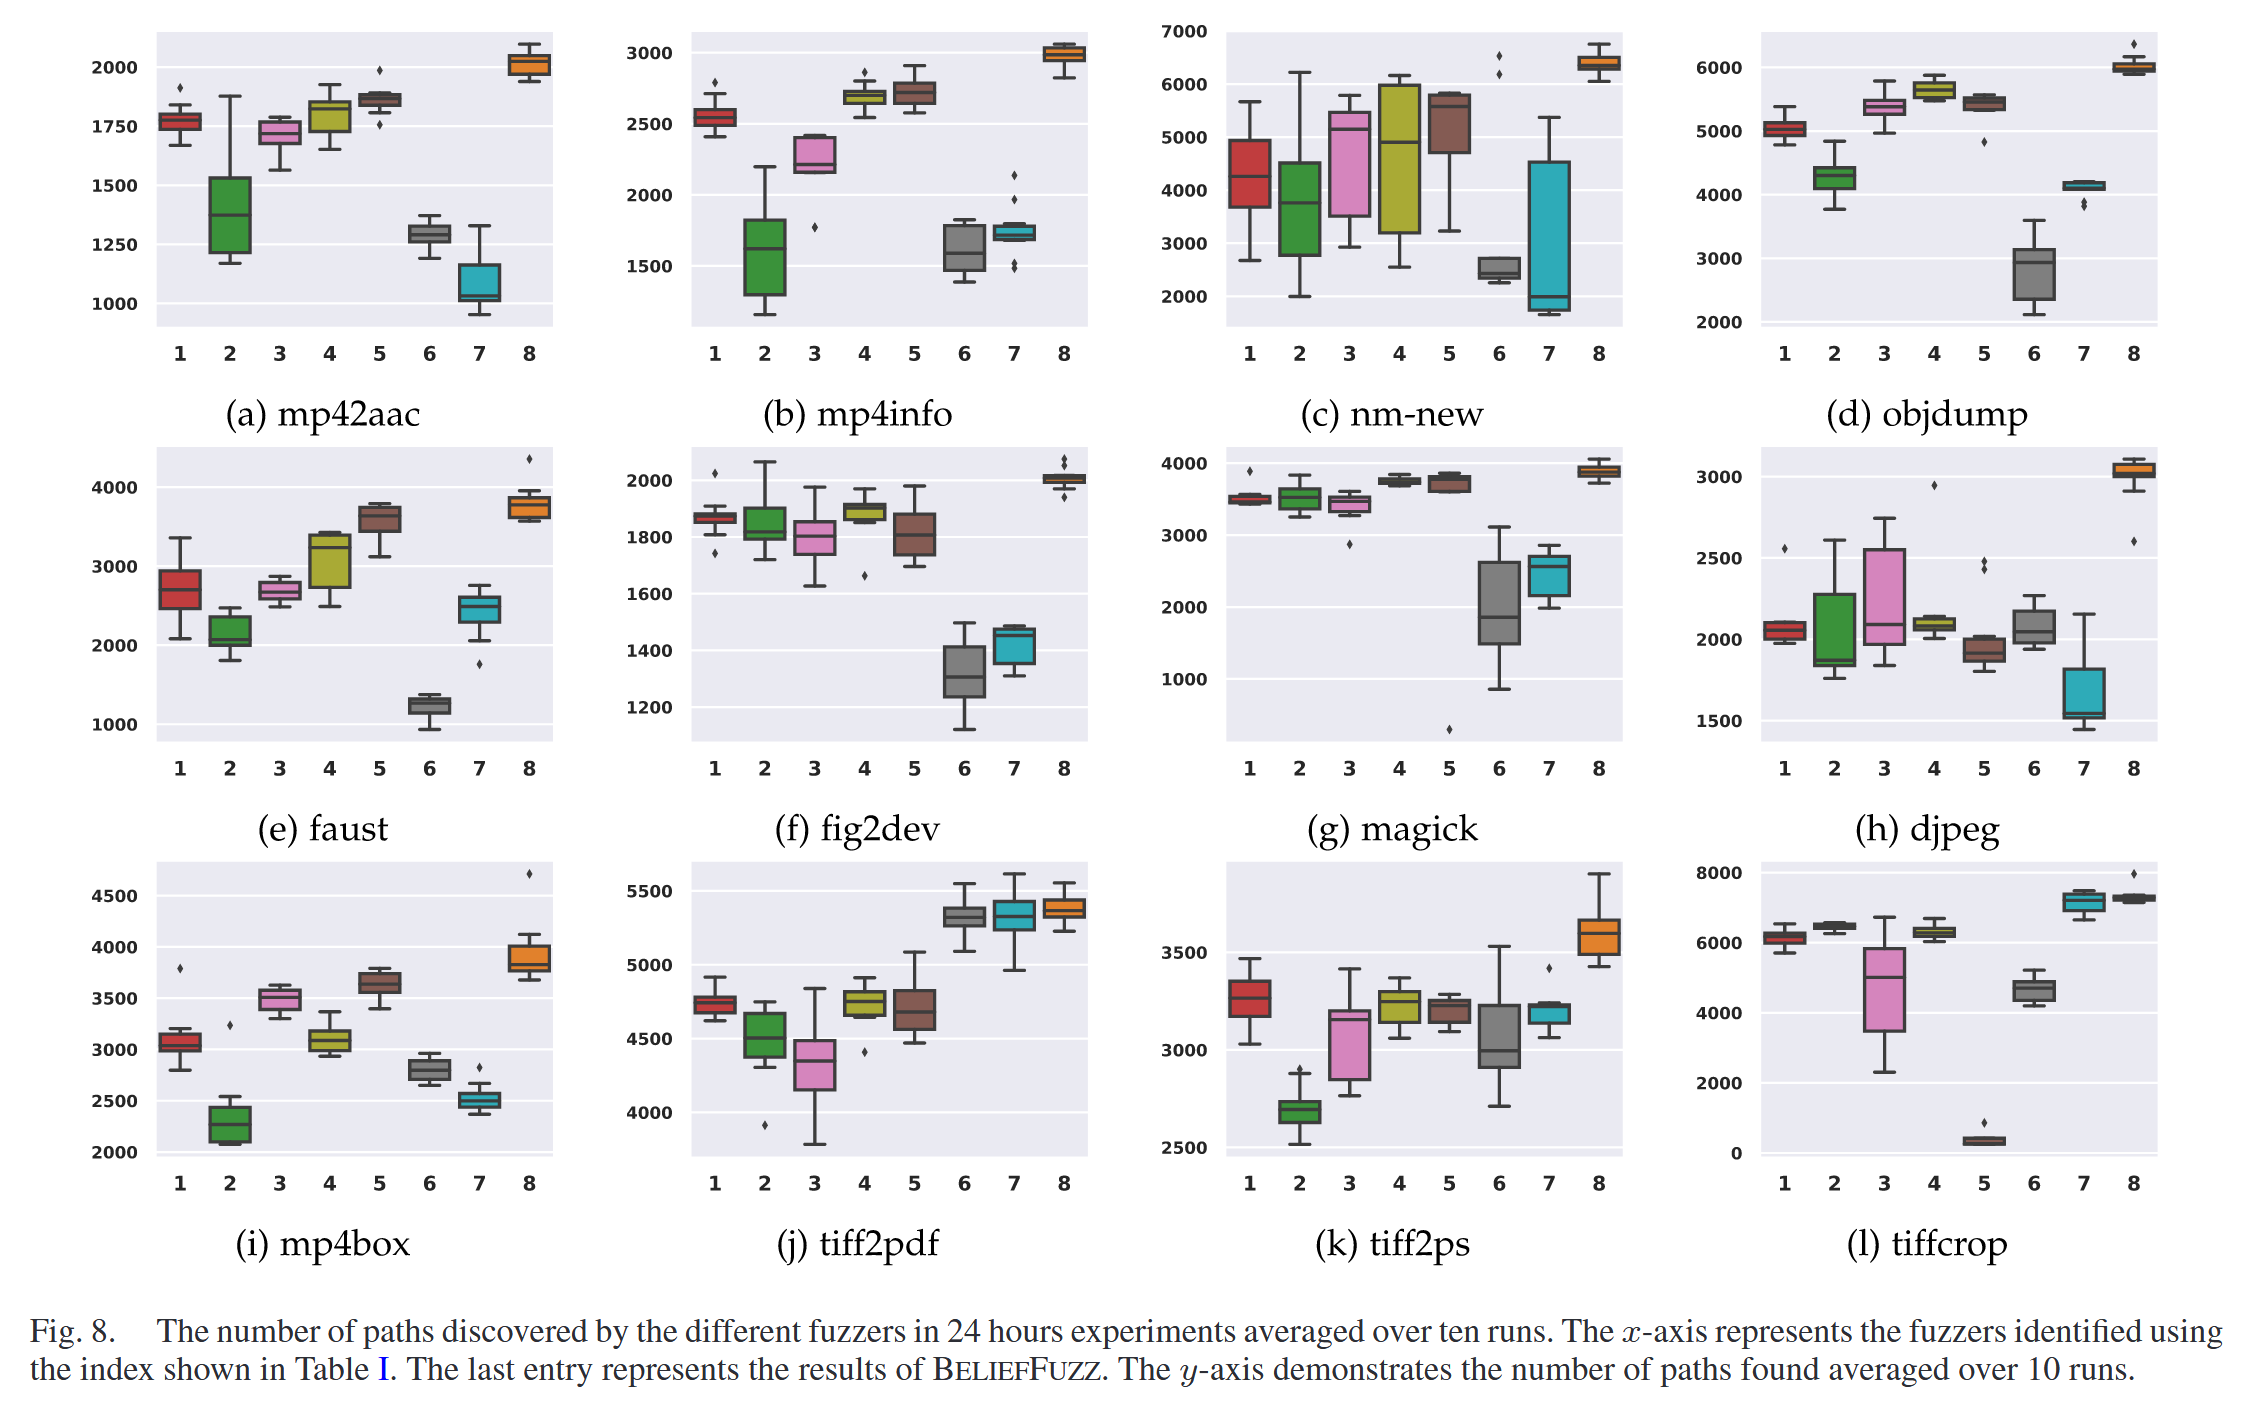 2000
1750
1500
1250
1000
1 2 3 4 5 6 7 8
(a) mp42aac
3000
2500
2000
1500
1 2 3 4 5 6 7 8
(b) mp4info
7000
6000
5000
4000
3000
2000
1 2 3 4 5 6 7 8
(c) nm-new
6000
5000
4000
3000
2000
1 2 3 4 5 6 7 8
(d) objdump
4000
3000
2000
1000
1 2 3 4 5 6 7 8
(e) faust
2000
1800
1600
1400
1200
1 2 3 4 5 6 7 8
(f) fig2dev
4000
3000
2000
1000
1 2 3 4 5 6 7 8
(g) magick
3000
2500
2000
1500
1 2 3 4 5 6 7 8
(h) djpeg
4500
4000
3500
3000
2500
2000
1 2 3 4 5 6 7 8
(i) mp4box
5500
5000
4500
4000
1 2 3 4 5 6 7 8
(j) tiff2pdf
3500
3000
2500
1 2 3 4 5 6 7 8
(k) tiff2ps
8000
6000
4000
2000
0
1 2 3 4 5 6 7 8
(l) tiffcrop
Fig. 8. The number of paths discovered by the different fuzzers in 24 hours experiments averaged over ten runs. The x-axis represents the fuzzers identified using
the index shown in Table I. The last entry represents the results of BELIEFFUZZ. The y-axis demonstrates the number of paths found averaged over 10 runs.